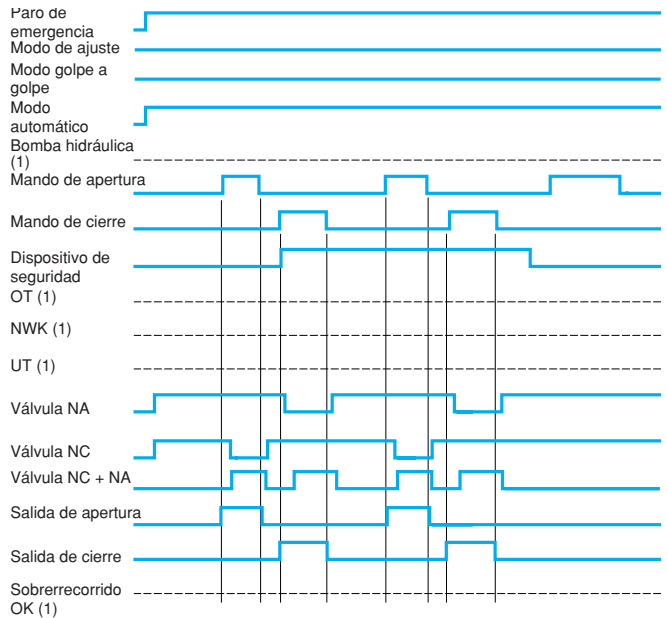 Paro de
emergencia
Modo de ajuste
Modo golpe a
golpe
Modo
automático
Bomba hidráulica
(1)
Mando de apertura
Mando de cierre
Dispositivo de
seguridad
OT (1)
NWK (1)
UT (1)
Válvula NA
Válvula NC
Válvula NC + NA
Salida de apertura
Salida de cierre
Sobrerrecorrido
OK (1)